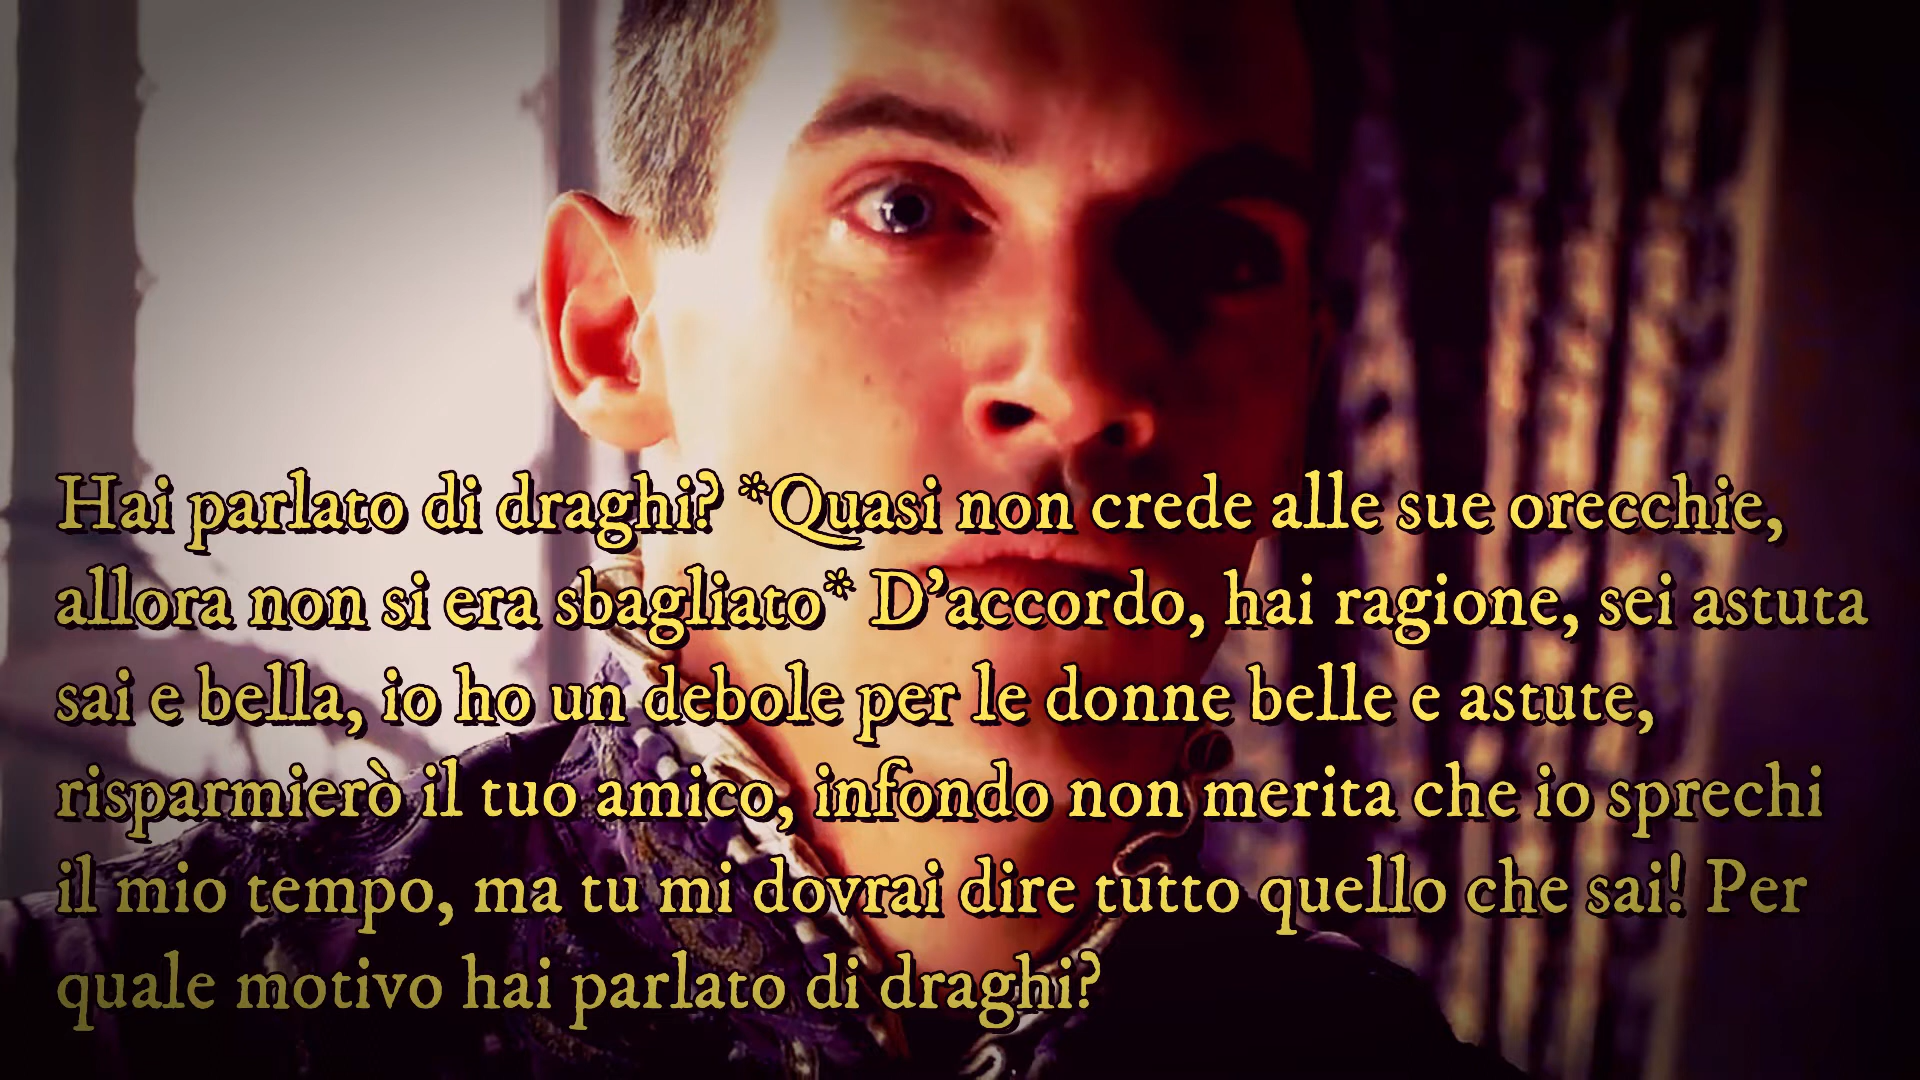 Hai parlato di draghi? *Quasi non crede alle sue orecchie,
allora non si era sbagliato* D’accordo, hai ragione, sei astuta
sai e bella, io ho un debole per le donne belle e astute,
risparmierò il tuo amico, infondo non merita che io sprechi
il mio tempo, ma tu mi dovrai dire tutto quello che sai! Per
quale motivo hai parlato di draghi?